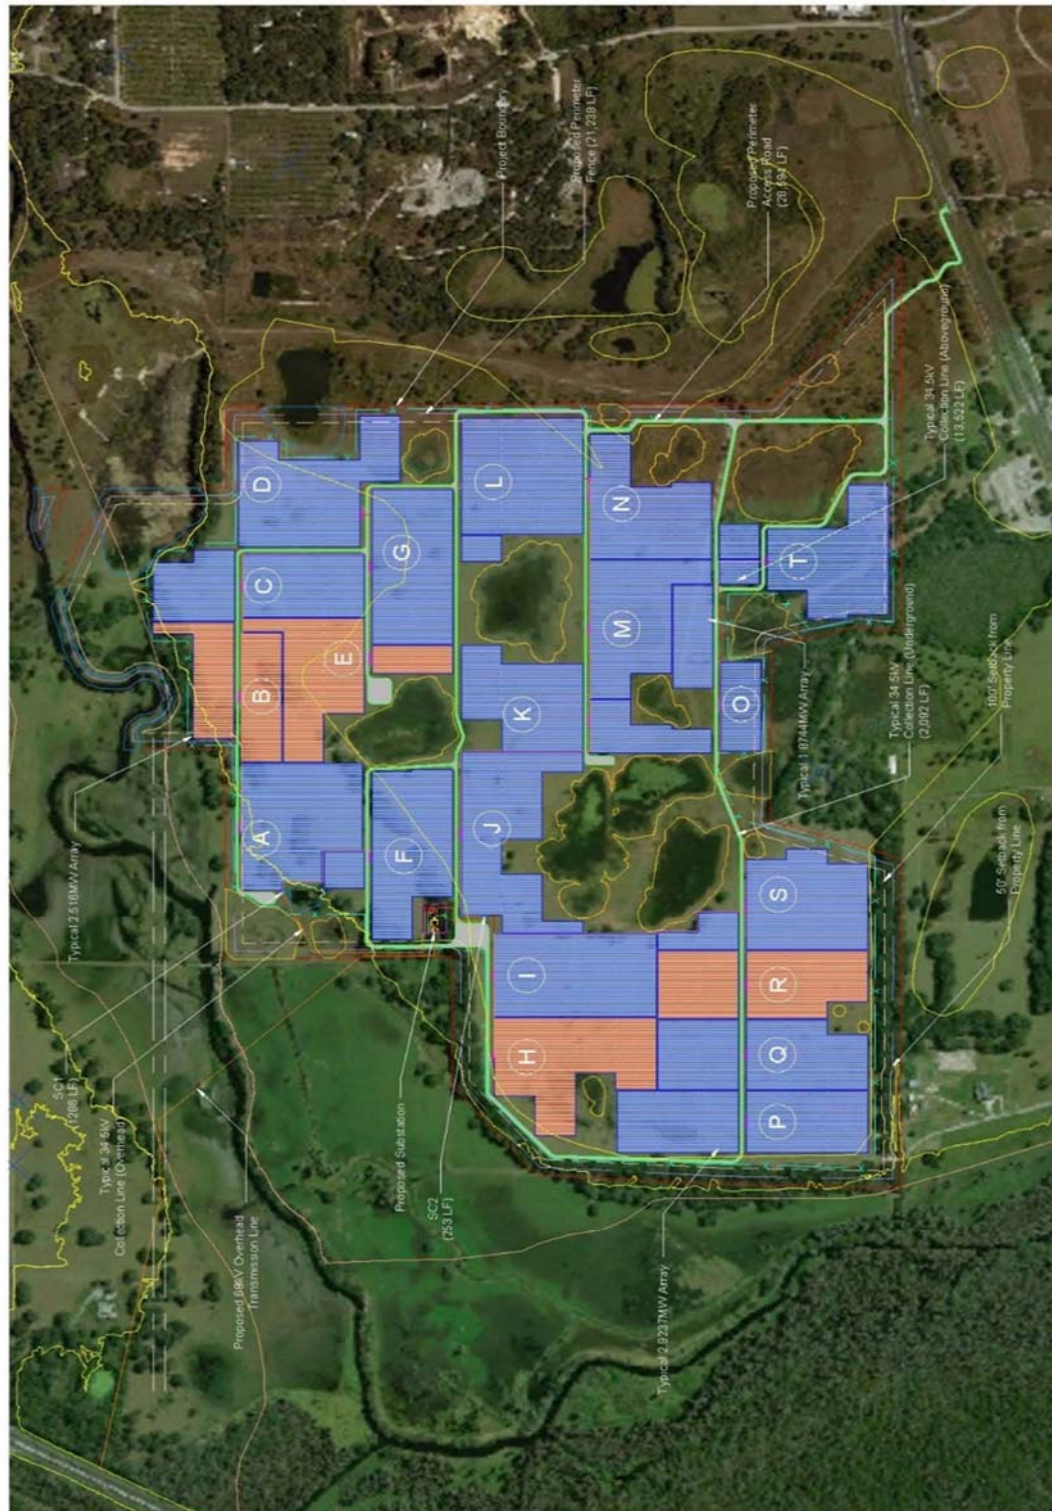 Project Boundary
Proposed Perimeter
Fence (21,239 LF)
Proposed Perimeter
Access Road
(28,594 LF)
Typical 34.5kV
Collection Line (Aboveground)
(13,522 LF)
Typical 2.516MW Array
SC1
(286 LF)
Typical 34.5kV
Collection Line (Overhead)
Proposed 69kV Overhead
Transmission Line
Proposed Substation
SC2
(253 LF)
Typical 2.9237MW Array
Typical 1.8744MW Array
Typical 34.5kV
Collection Line (Underground)
(2,092 LF)
100' Setback from
Property Line
50' Setback from
Property Line
A
B
C
D
E
F
G
H
I
J
K
L
M
N
O
P
Q
R
S
T